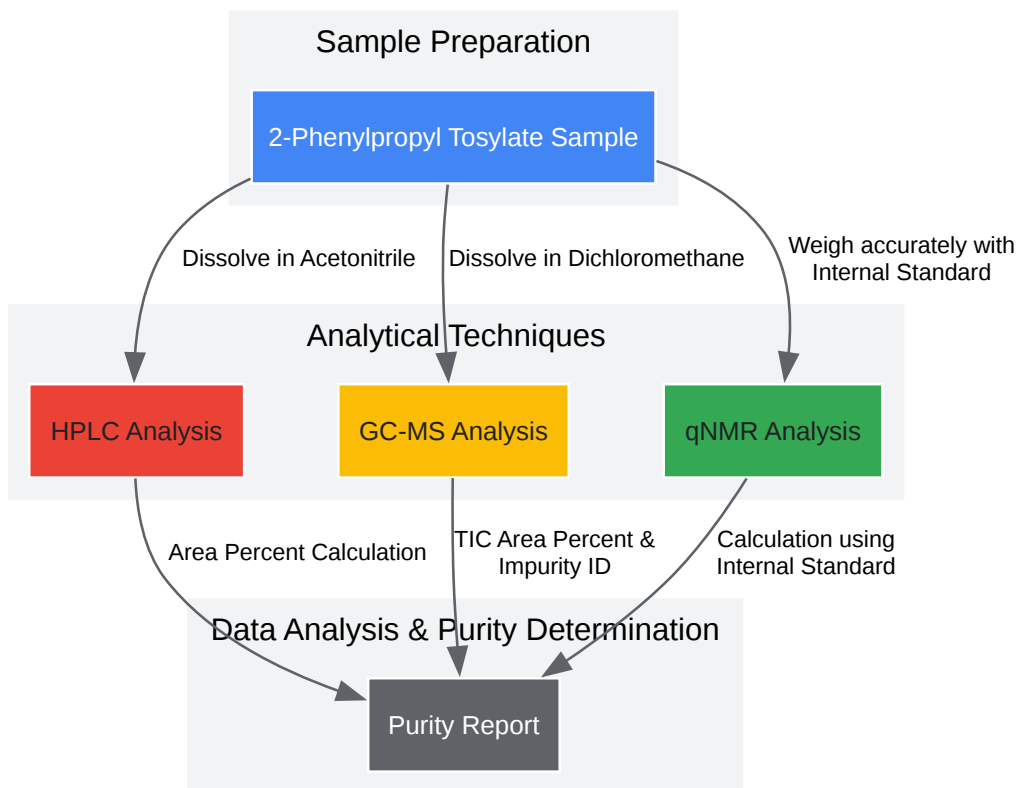 Sample Preparation
2-Phenylpropyl Tosylate Sample
Dissolve in Acetonitrile
Dissolve in Dichloromethane
Weigh accurately with
Internal Standard
Analytical Techniques
HPLC Analysis
GC-MS Analysis
qNMR Analysis
Area Percent Calculation
TIC Area Percent &
Impurity ID
Calculation using
Internal Standard
Data Analysis & Purity Determination
Purity Report